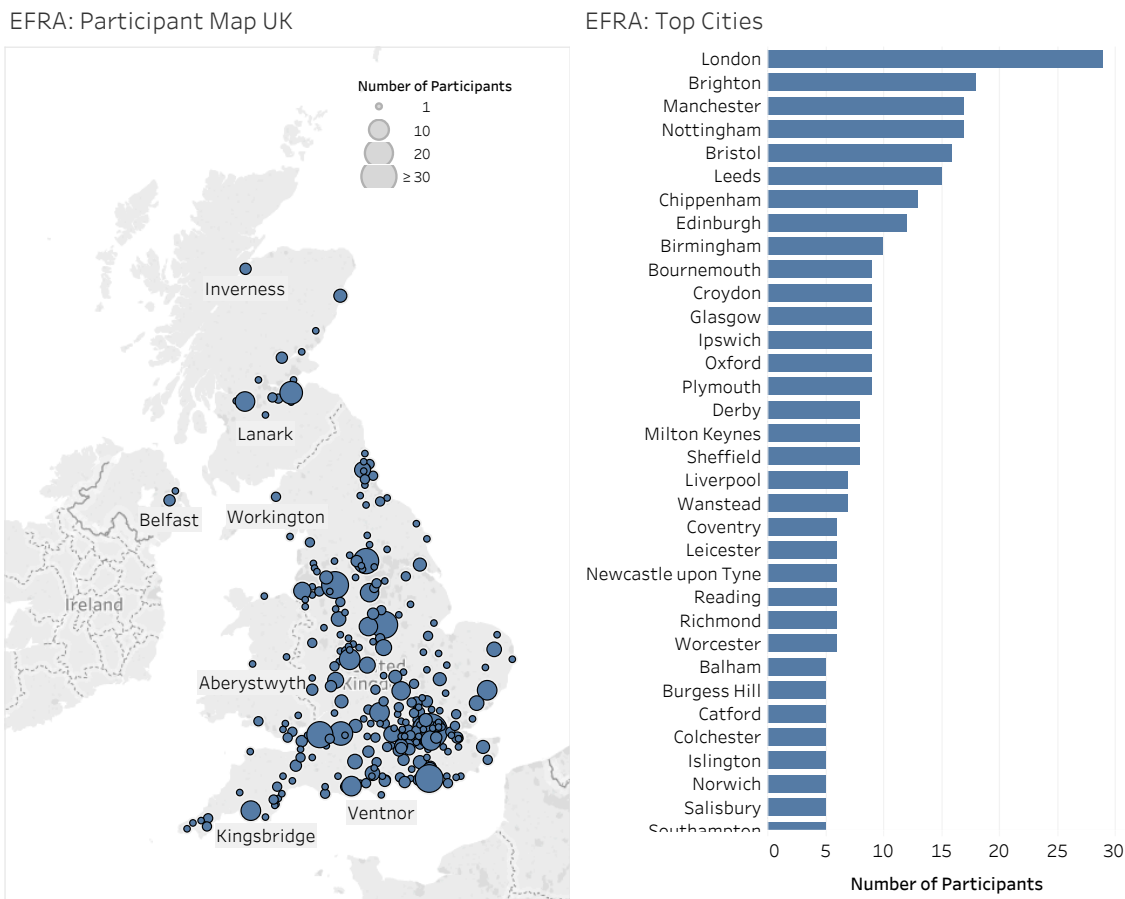 EFRA: Participant Map UK
Number of Participants
1
10
20
≥ 30
Inverness
Lanark
Belfast
Workington
Ireland
United
Kingdom
Aberystwyth
Ventnor
Kingsbridge
EFRA: Top Cities
London
Brighton
Manchester
Nottingham
Bristol
Leeds
Chippenham
Edinburgh
Birmingham
Bournemouth
Croydon
Glasgow
Ipswich
Oxford
Plymouth
Derby
Milton Keynes
Sheffield
Liverpool
Wanstead
Coventry
Leicester
Newcastle upon Tyne
Reading
Richmond
Worcester
Balham
Burgess Hill
Catford
Colchester
Islington
Norwich
Salisbury
Southampton
0 5 10 15 20 25 30
Number of Participants